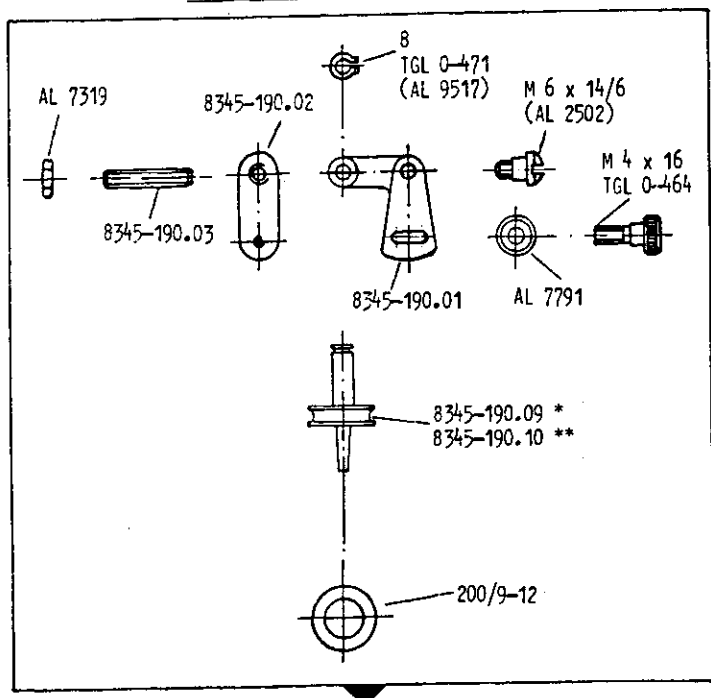 8
TGL 0-471
(AL 9517)
AL 7319
8345-190.02
M 6 x 14/6
(AL 2502)
M 4 x 16
TGL 0-464
8345-190.03
8345-190.01
AL 7791
8345-190.09 *
8345-190.10 **
200/9-12